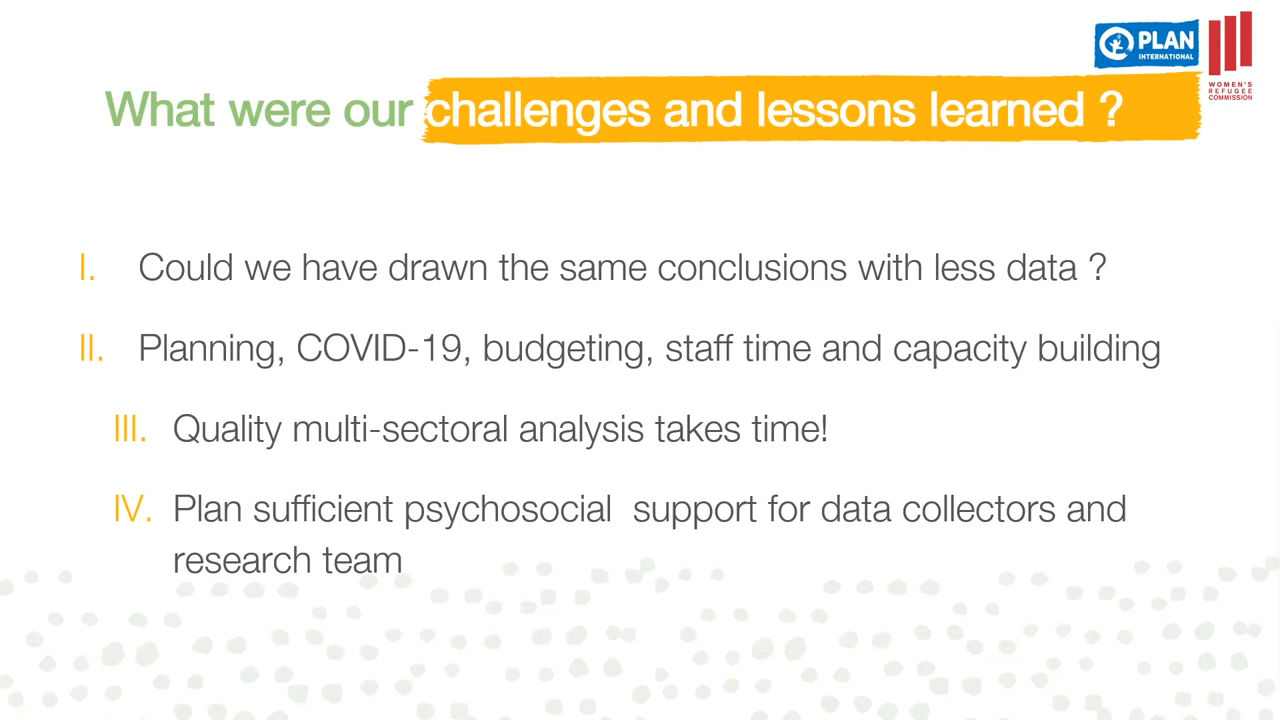 PLAN
INTERNATIONAL
WOMEN'S
REFUGEE
COMMISSION
What were our challenges and lessons learned ?
I. Could we have drawn the same conclusions with less data ?
II. Planning, COVID-19, budgeting, staff time and capacity building
III. Quality multi-sectoral analysis takes time!
IV. Plan sufficient psychosocial  support for data collectors and
research team